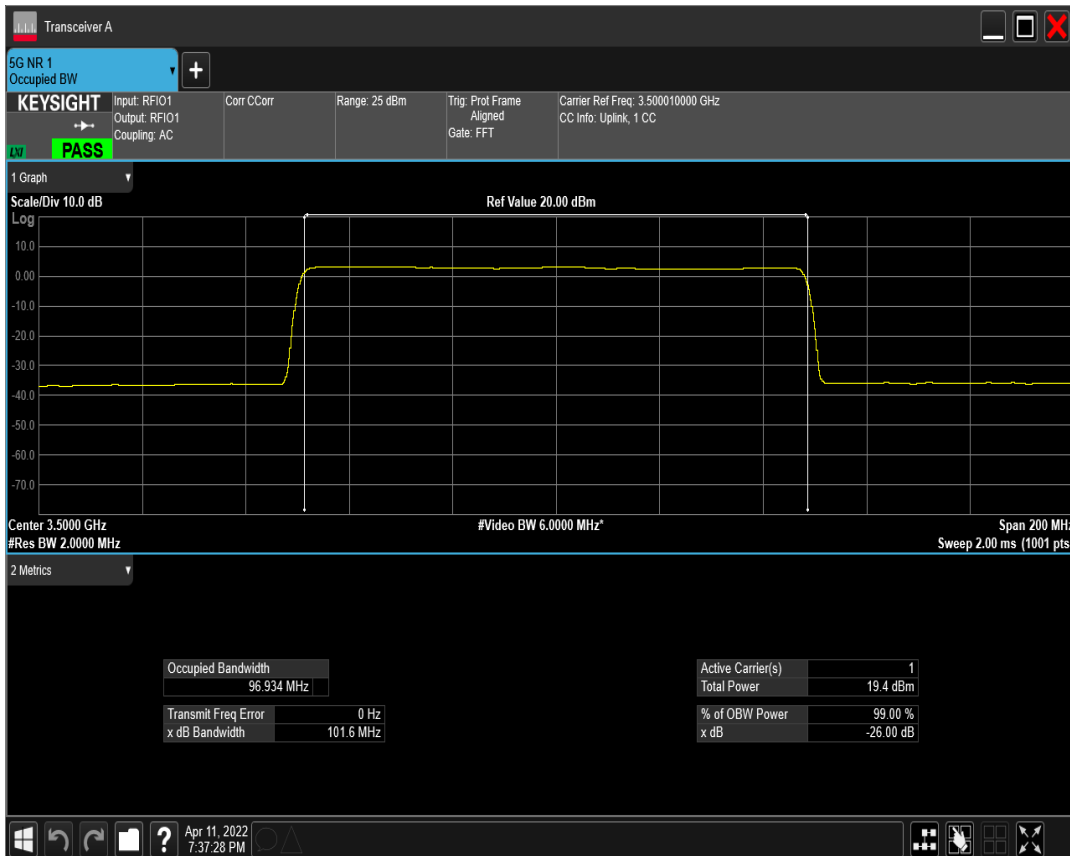 Transceiver A
5G NR 1
Occupied BW
+
KEYSIGHT
LXI
PASS
Input: RFIO1
Output: RFIO1
Coupling: AC
Corr CCorr
Range: 25 dBm
Trig: Prot Frame
Aligned
Gate: FFT
Carrier Ref Freq: 3.500010000 GHz
CC Info: Uplink, 1 CC
1 Graph
Scale/Div 10.0 dB
Ref Value 20.00 dBm
Log
10.0
0.00
-10.0
-20.0
-30.0
-40.0
-50.0
-60.0
-70.0
Center 3.5000 GHz
#Video BW 6.0000 MHz*
Span 200 MHz
#Res BW 2.0000 MHz
Sweep 2.00 ms (1001 pts
2 Metrics
Occupied Bandwidth
96.934 MHz
Transmit Freq Error 0 Hz
x dB Bandwidth 101.6 MHz
Active Carrier(s) 1
Total Power 19.4 dBm
% of OBW Power 99.00 %
x dB -26.00 dB
?
Apr 11, 2022
7:37:28 PM